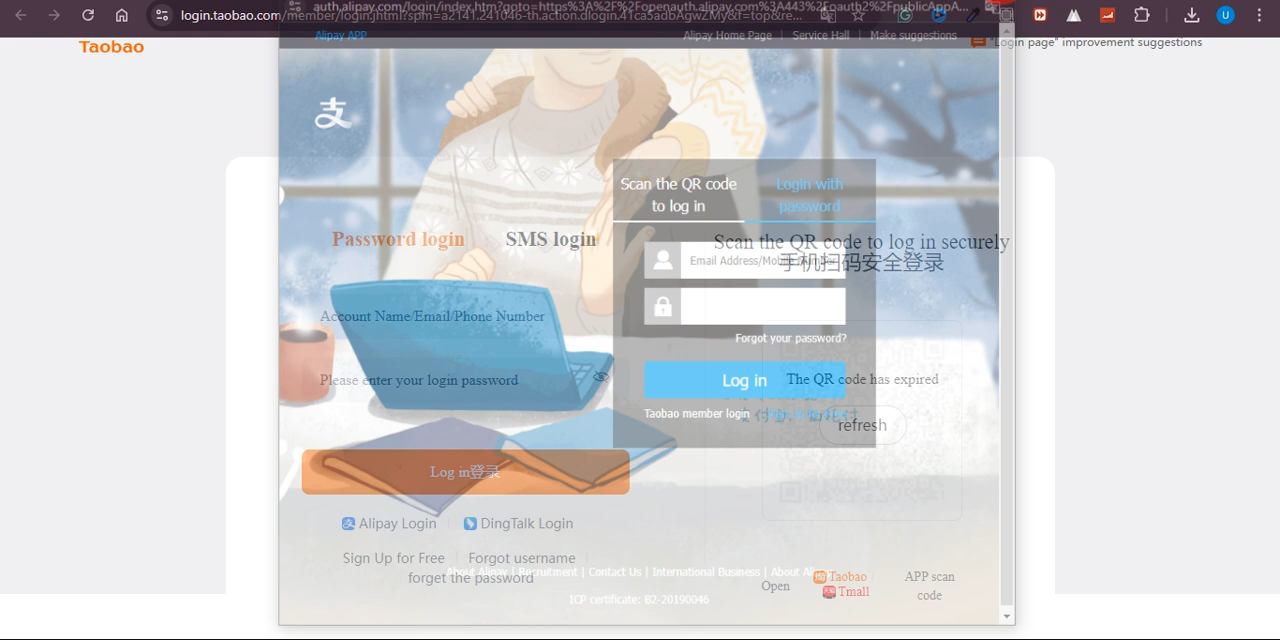 auth.alipay.com/login/index.htm?goto=https%3A%2F%2Fopenauth.alipay.com%3A443%2Foauth2%2FpublicAppA...
login.taobao.com/member/login.jhtml?spm=a2141.241046-th.action.dlogin.41ca5adbAgwZMy&f=top&re...
U
Alipay APP
Alipay Home Page | Service Hall | Make suggestions
"Login page" improvement suggestions
Taobao
支
Scan the QR code
to log in
Login with
password
Password login
SMS login
Scan the QR code to log in securely
手机扫码安全登录
Email Address/Mobile Number
Account Name/Email/Phone Number
Forgot your password?
Please enter your login password
Log in
The QR code has expired
Taobao member login
refresh
Log in登录
Alipay Login
DingTalk Login
Sign Up for Free
Forgot username
forget the password
About Alipay | Recruitment | Contact Us | International Business | About
Open
Taobao
Tmall
APP scan
code
ICP certificate: B2-20190046